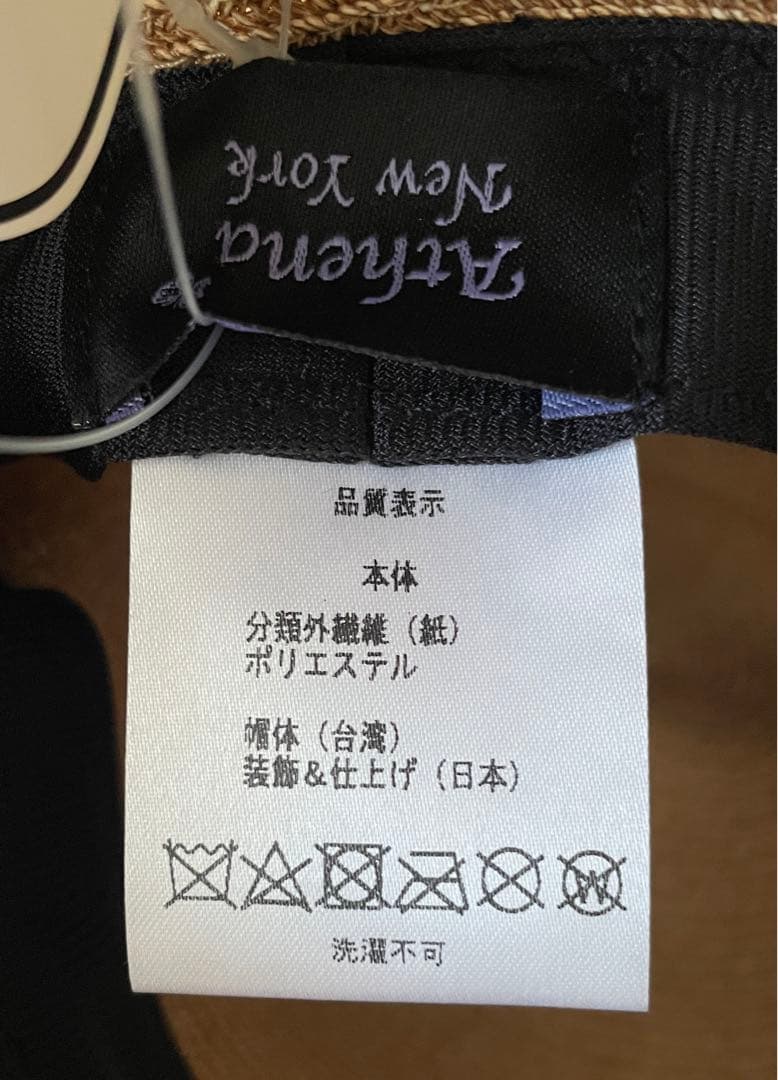 Athena
New York
品質表示
本体
分類外繊維（紙）
ポリエステル
帽体（台湾）
装飾&仕上げ（日本）
W
洗濯不可